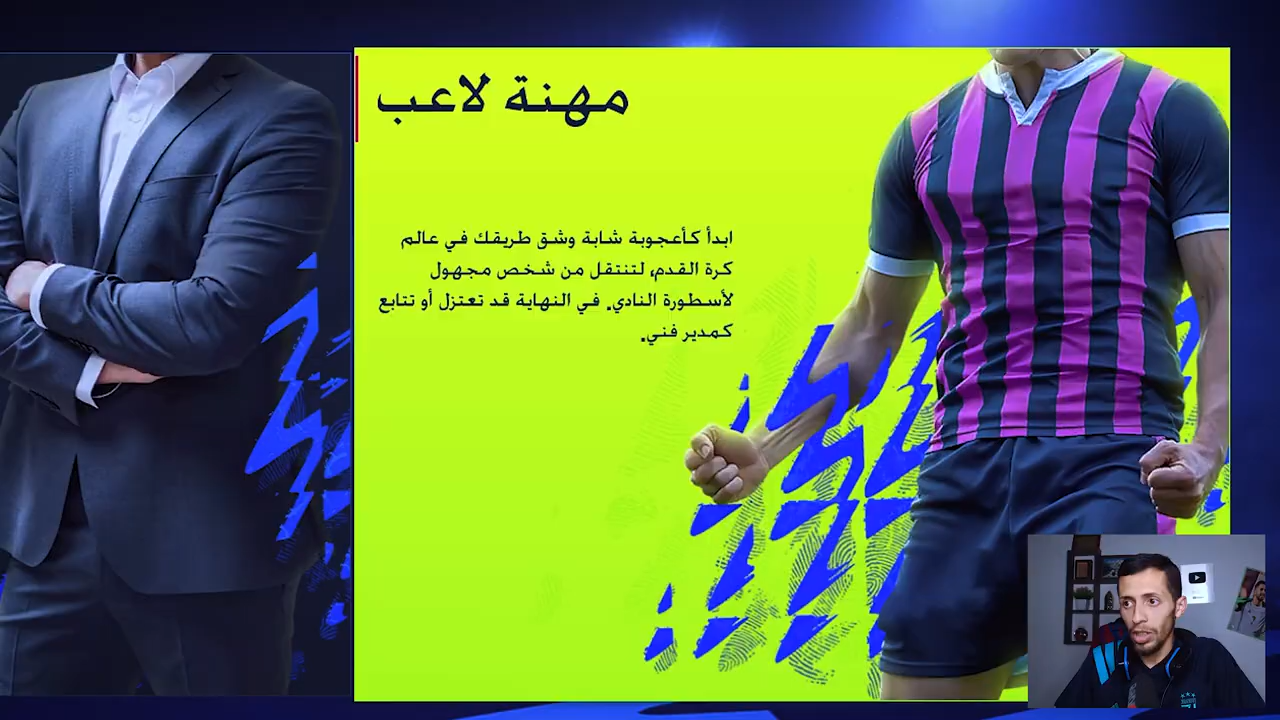 مهنة لاعب
ابدأ كأعجوبة شابة وشق طريقك في عالم
كرة القدم، لتنتقل من شخص مجهول
لأسطورة النادي. في النهاية قد تعتزل أو تتابع
كمدير فني.